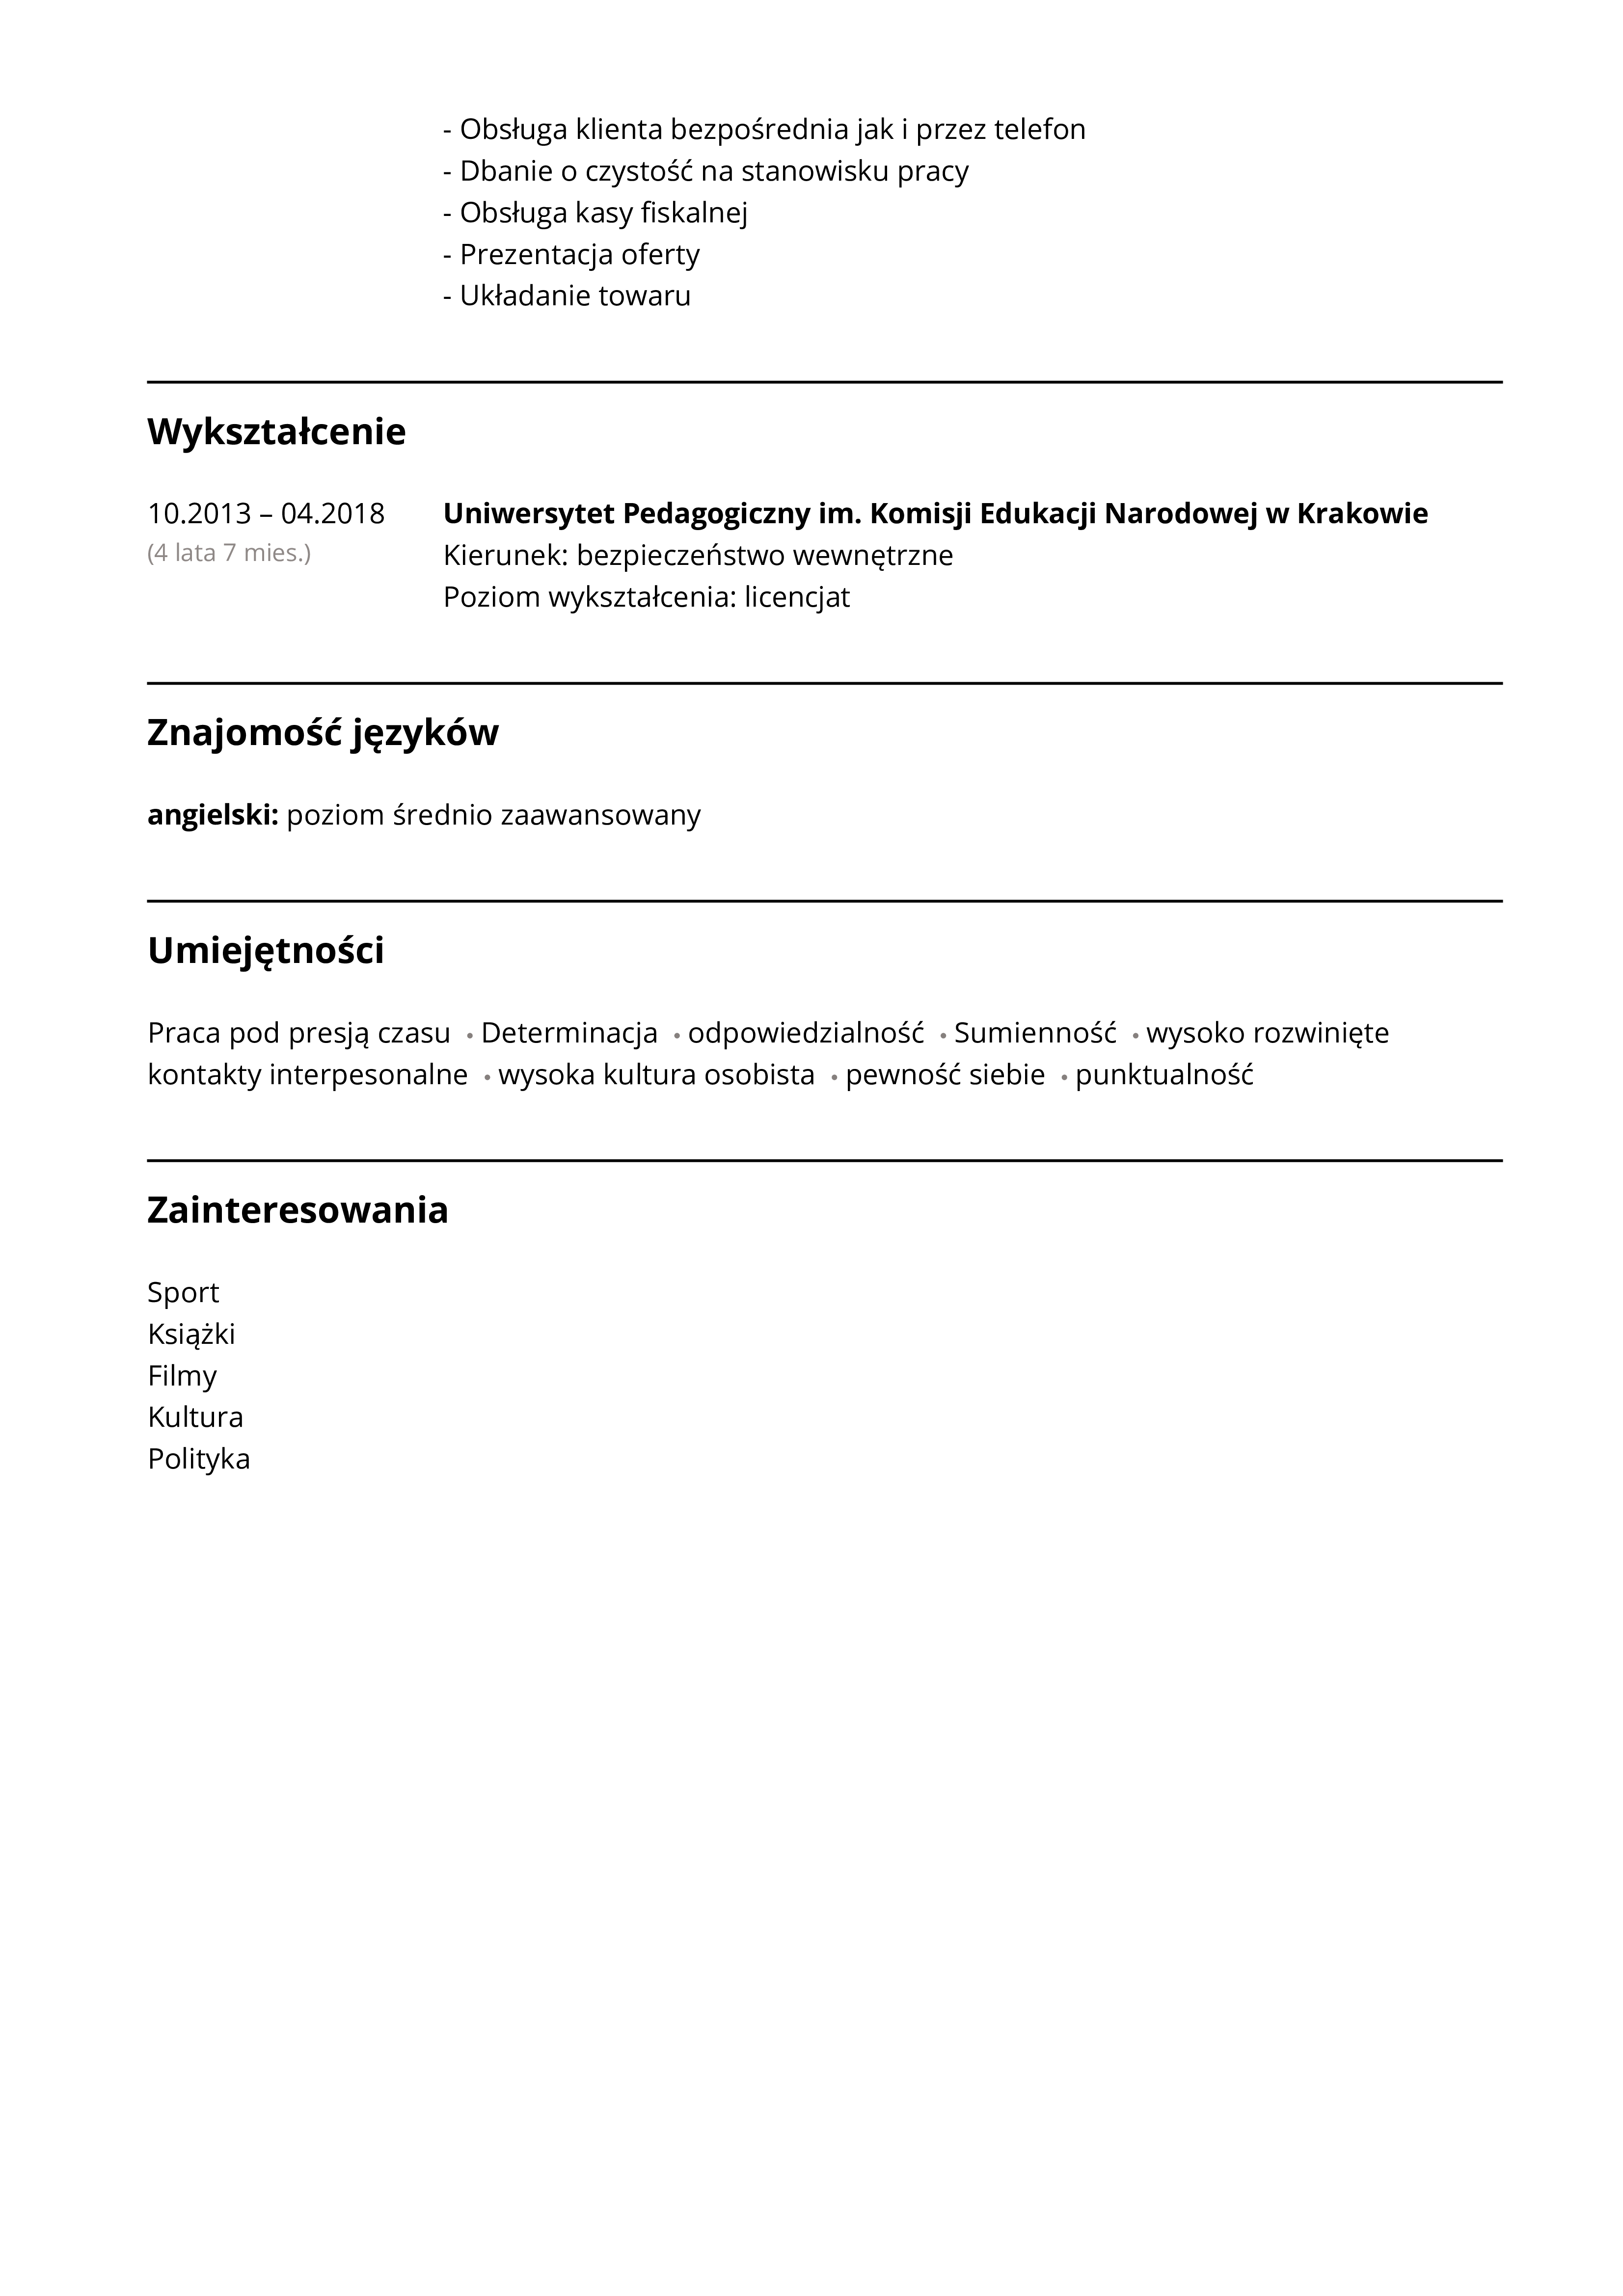 - Obsługa klienta bezpośrednia jak i przez telefon
- Dbanie o czystość na stanowisku pracy
- Obsługa kasy fiskalnej
- Prezentacja oferty
- Układanie towaru
Wykształcenie
10.2013 – 04.2018 Uniwersytet Pedagogiczny im. Komisji Edukacji Narodowej w Krakowie
(4 lata 7 mies.) Kierunek: bezpieczeństwo wewnętrzne
Poziom wykształcenia: licencjat
Znajomość języków
angielski: poziom średnio zaawansowany
Umiejętności
Praca pod presją czasu • Determinacja • odpowiedzialność • Sumienność • wysoko rozwinięte
kontakty interpesonalne • wysoka kultura osobista • pewność siebie • punktualność
Zainteresowania
Sport
Książki
Filmy
Kultura
Polityka